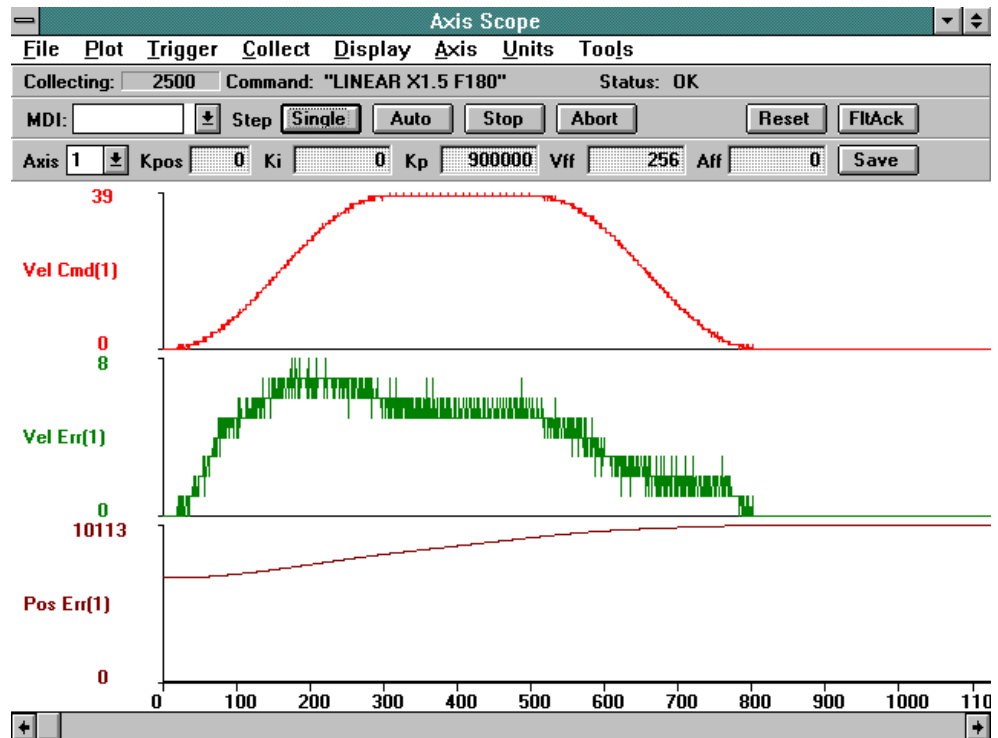 Axis Scope
File Plot Trigger Collect Display Axis Units Tools
Collecting: 2500 Command: "LINEAR X1.5 F180" Status: OK
MDI: Step Single Auto Stop Abort Reset FltAck
Axis 1 Kpos 0 Ki 0 Kp 900000 Vff 256 Aff 0 Save
39
Vel Cmd(1)
0
8
Vel Err(1)
0
10113
Pos Err(1)
0
0 100 200 300 400 500 600 700 800 900 1000 110